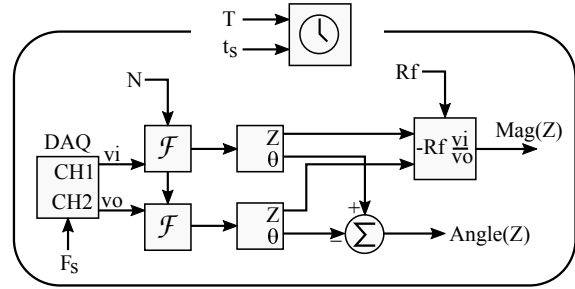 T
tₛ
N
Rf
DAQ
vi
CH1
CH2
vo
Fₛ
ℱ
ℱ
Z
θ
Z
θ
-Rf vi/vo
Mag(Z)
+
−
Σ
Angle(Z)